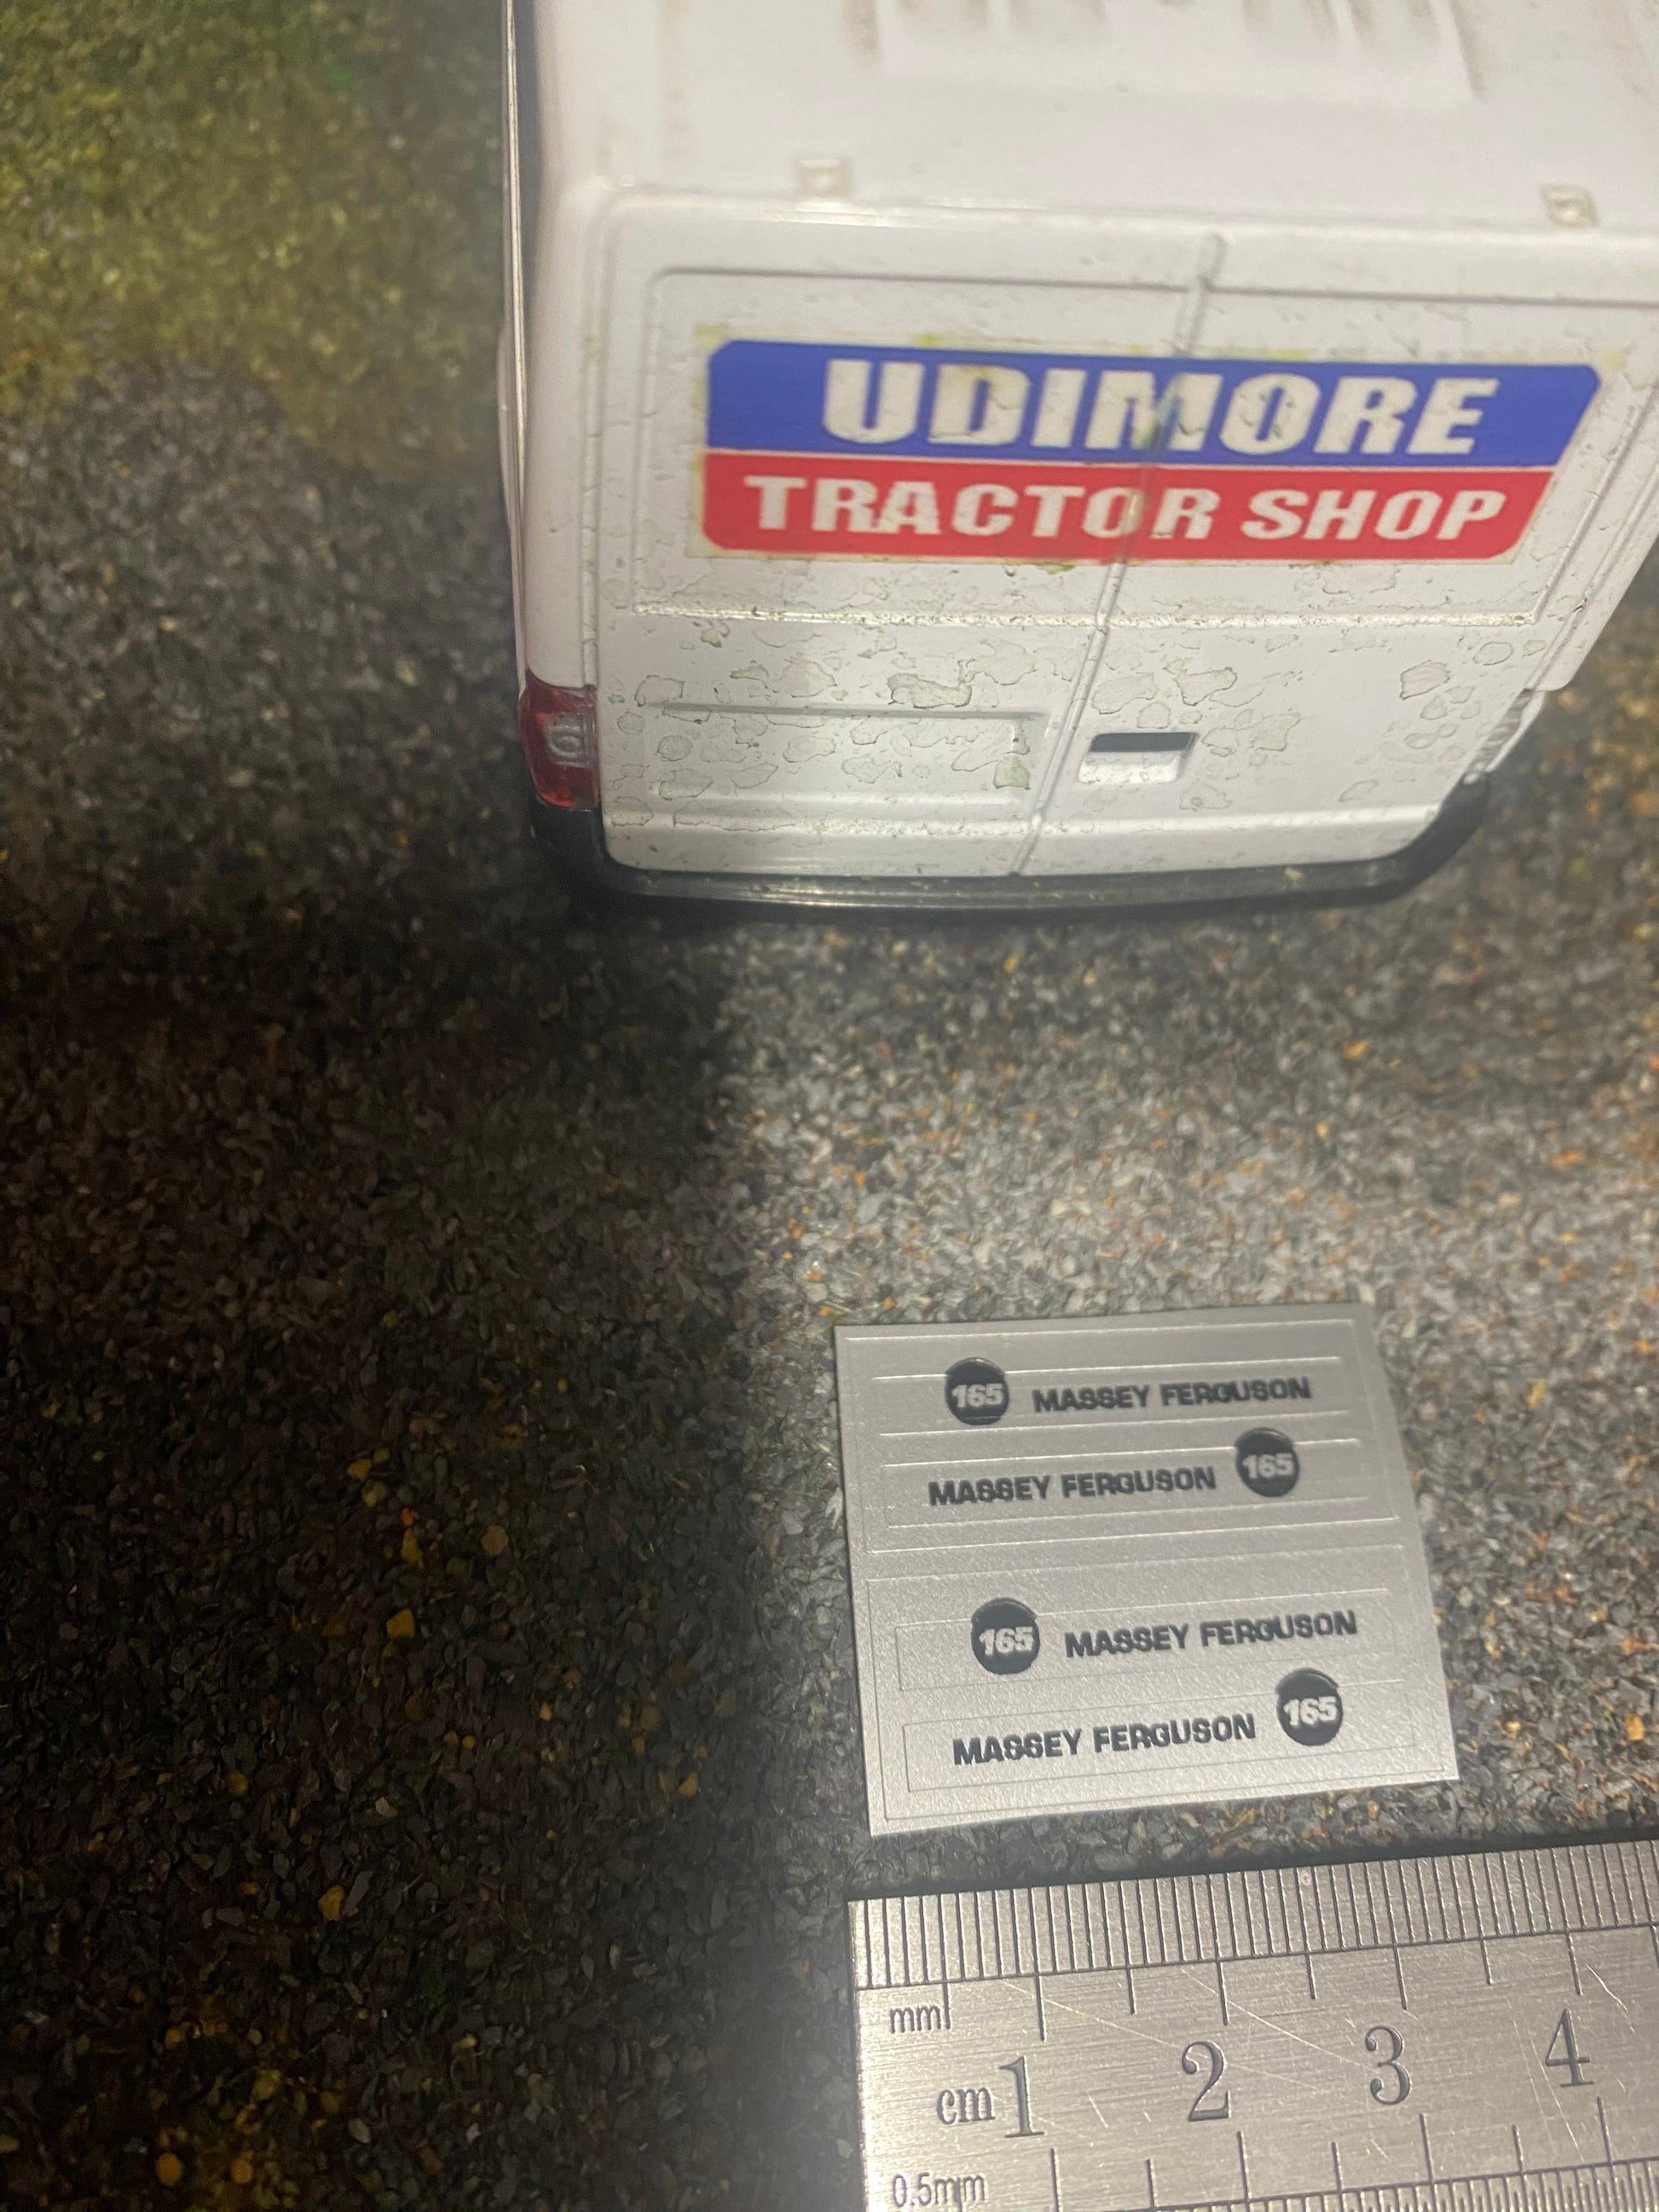 UDIMORE
TRACTOR SHOP
165 MASSEY FERGUSON
MASSEY FERGUSON 165
165 MASSEY FERGUSON
MASSEY FERGUSON 165
mm
cm 1 2 3 4
0.5mm